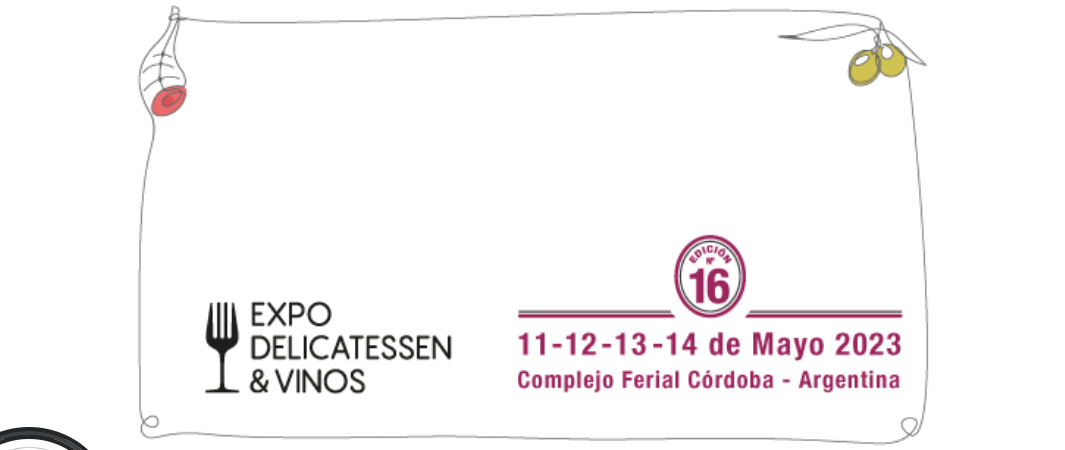 EXPO
DELICATESSEN
& VINOS
EDICIÓN
Nº
16
11-12-13-14 de Mayo 2023
Complejo Ferial Córdoba - Argentina